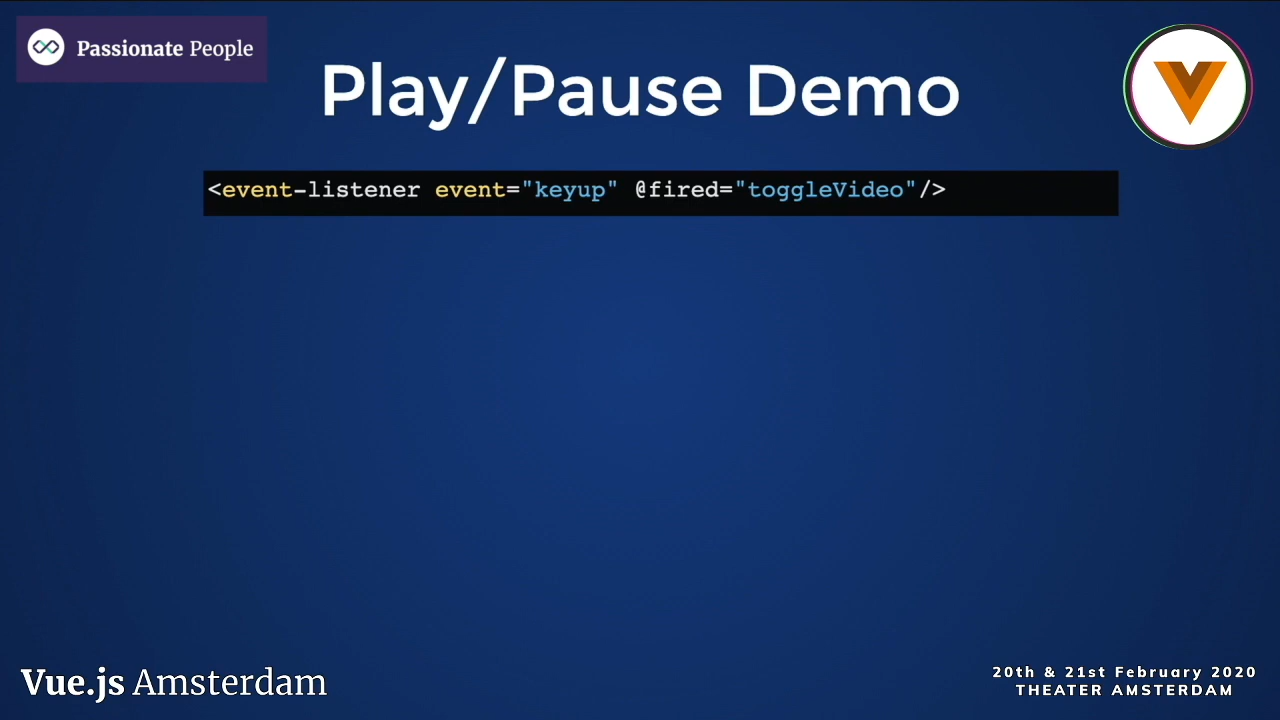 Passionate People
Play/Pause Demo
<event-listener event="keyup" @fired="toggleVideo"/>
Vue.js Amsterdam
20th & 21st February 2020
THEATER AMSTERDAM